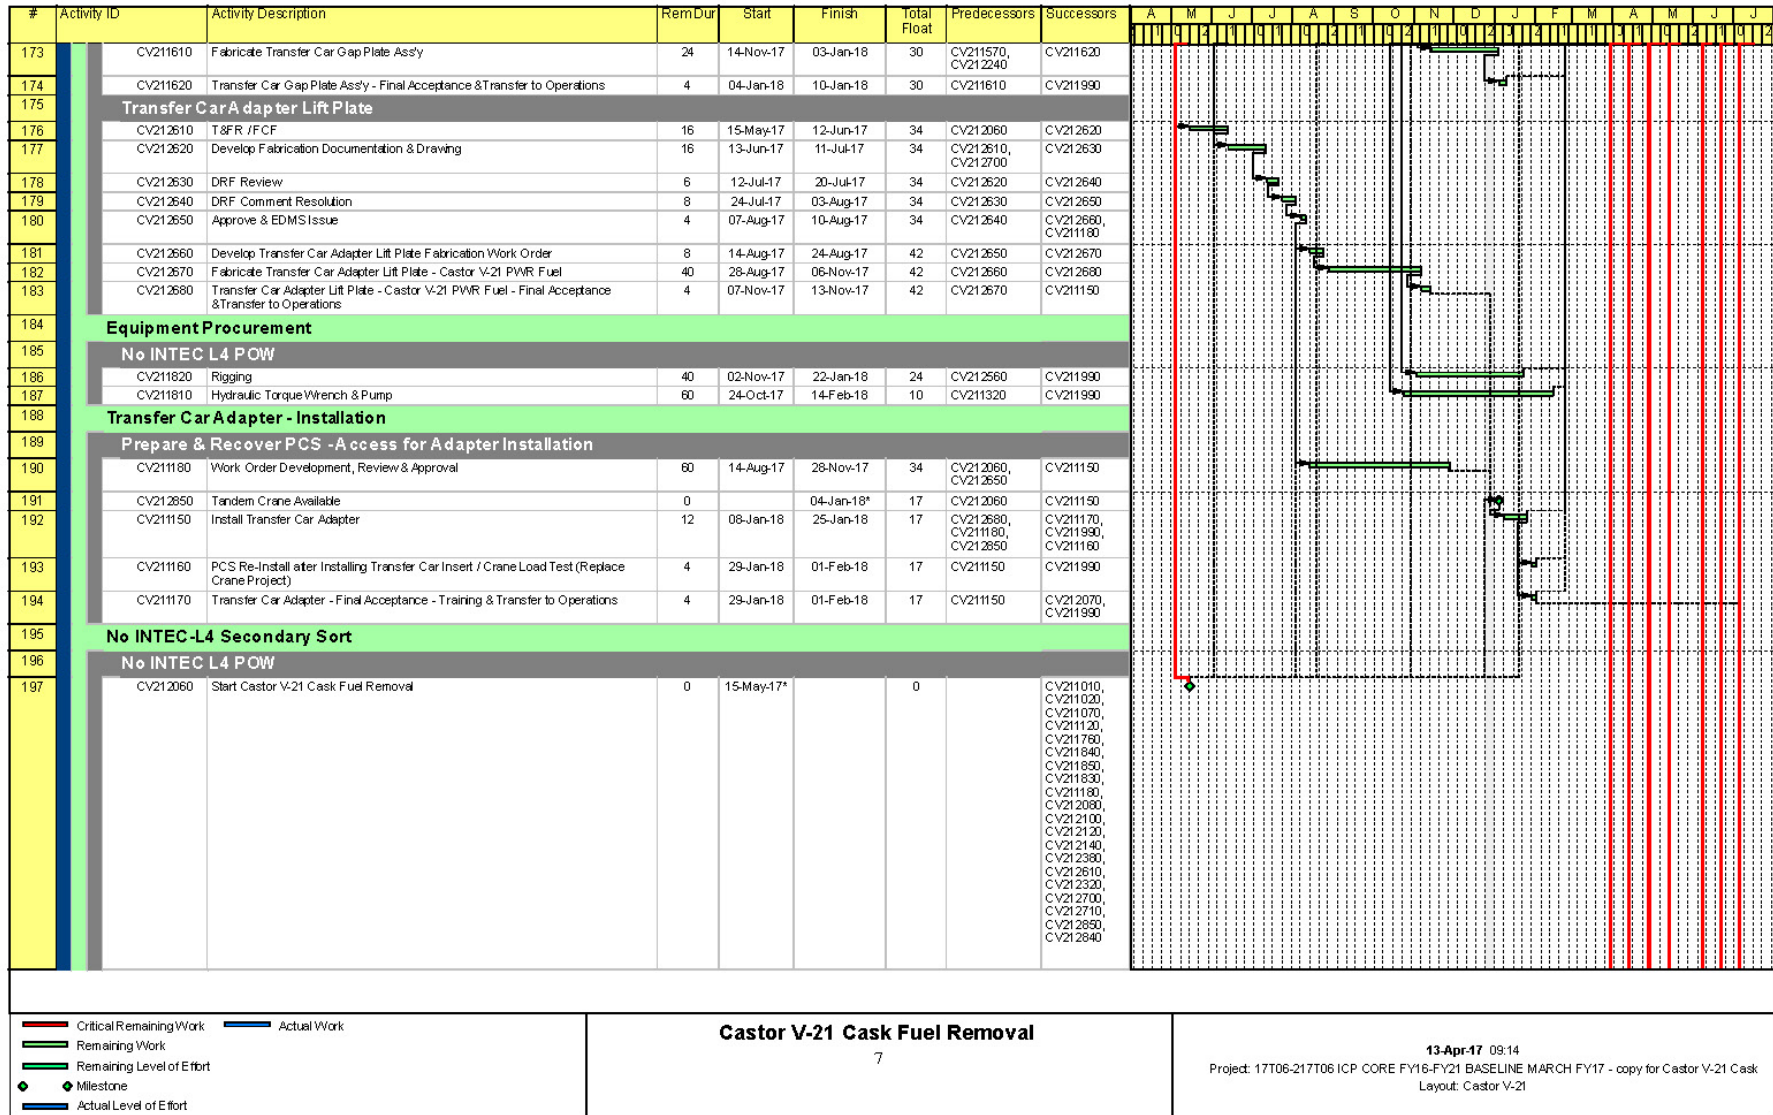 # Activity ID Activity Description Rem Dur Start Finish Total Float Predecessors Successors A M J J A S O N D J F M A M J J
173 CV211610 Fabricate Transfer Car Gap Plate Ass'y 24 14-Nov-17 03-Jan-18 30 CV211570, CV211620
CV212240
174 CV211620 Transfer Car Gap Plate Ass'y - Final Acceptance & Transfer to Operations 4 04-Jan-18 10-Jan-18 30 CV211610 CV211990
175 Transfer Car Adapter Lift Plate
176 CV212610 T&FR / FCF 16 15-May-17 12-Jun-17 34 CV212060 CV212620
177 CV212620 Develop Fabrication Documentation & Drawing 16 13-Jun-17 11-Jul-17 34 CV212610, CV212630
CV212700
178 CV212630 DRF Review 6 12-Jul-17 20-Jul-17 34 CV212620 CV212640
179 CV212640 DRF Comment Resolution 8 24-Jul-17 03-Aug-17 34 CV212630 CV212650
180 CV212650 Approve & EDMS Issue 4 07-Aug-17 10-Aug-17 34 CV212640 CV212660,
CV211180
181 CV212660 Develop Transfer Car Adapter Lift Plate Fabrication Work Order 8 14-Aug-17 24-Aug-17 42 CV212650 CV212670
182 CV212670 Fabricate Transfer Car Adapter Lift Plate - Castor V-21 PWR Fuel 40 28-Aug-17 06-Nov-17 42 CV212660 CV212680
183 CV212680 Transfer Car Adapter Lift Plate - Castor V-21 PWR Fuel - Final Acceptance 4 07-Nov-17 13-Nov-17 42 CV212670 CV211150
& Transfer to Operations
184 Equipment Procurement
185 No INTEC L4 POW
186 CV211820 Rigging 40 02-Nov-17 22-Jan-18 24 CV212560 CV211990
187 CV211810 Hydraulic Torque Wrench & Pump 60 24-Oct-17 14-Feb-18 10 CV211320 CV211990
188 Transfer Car Adapter - Installation
189 Prepare & Recover PCS - Access for Adapter Installation
190 CV211180 Work Order Development, Review & Approval 60 14-Aug-17 28-Nov-17 34 CV212060, CV211150
CV212650
191 CV212850 Tandem Crane Available 0 04-Jan-18* 17 CV212060 CV211150
192 CV211150 Install Transfer Car Adapter 12 08-Jan-18 25-Jan-18 17 CV212680, CV211170,
CV211180, CV211990,
CV212850 CV211160
193 CV211160 PCS Re-Install after Installing Transfer Car Insert / Crane Load Test (Replace 4 29-Jan-18 01-Feb-18 17 CV211150 CV211990
Crane Project)
194 CV211170 Transfer Car Adapter - Final Acceptance - Training & Transfer to Operations 4 29-Jan-18 01-Feb-18 17 CV211150 CV212070,
CV211990
195 No INTEC-L4 Secondary Sort
196 No INTEC L4 POW
197 CV212060 Start Castor V-21 Cask Fuel Removal 0 15-May-17* 0 CV211010,
CV211020,
CV211070,
CV211120,
CV211760,
CV211840,
CV211850,
CV211830,
CV211180,
CV212080,
CV212100,
CV212120,
CV212140,
CV212380,
CV212610,
CV212320,
CV212700,
CV212710,
CV212850,
CV212840
Critical Remaining Work Actual Work
Remaining Work
Remaining Level of Effort
Milestone
Actual Level of Effort
Castor V-21 Cask Fuel Removal
7
13-Apr-17 09:14
Project: 17T06-217T06 ICP CORE FY16-FY21 BASELINE MARCH FY17 - copy for Castor V-21 Cask
Layout: Castor V-21